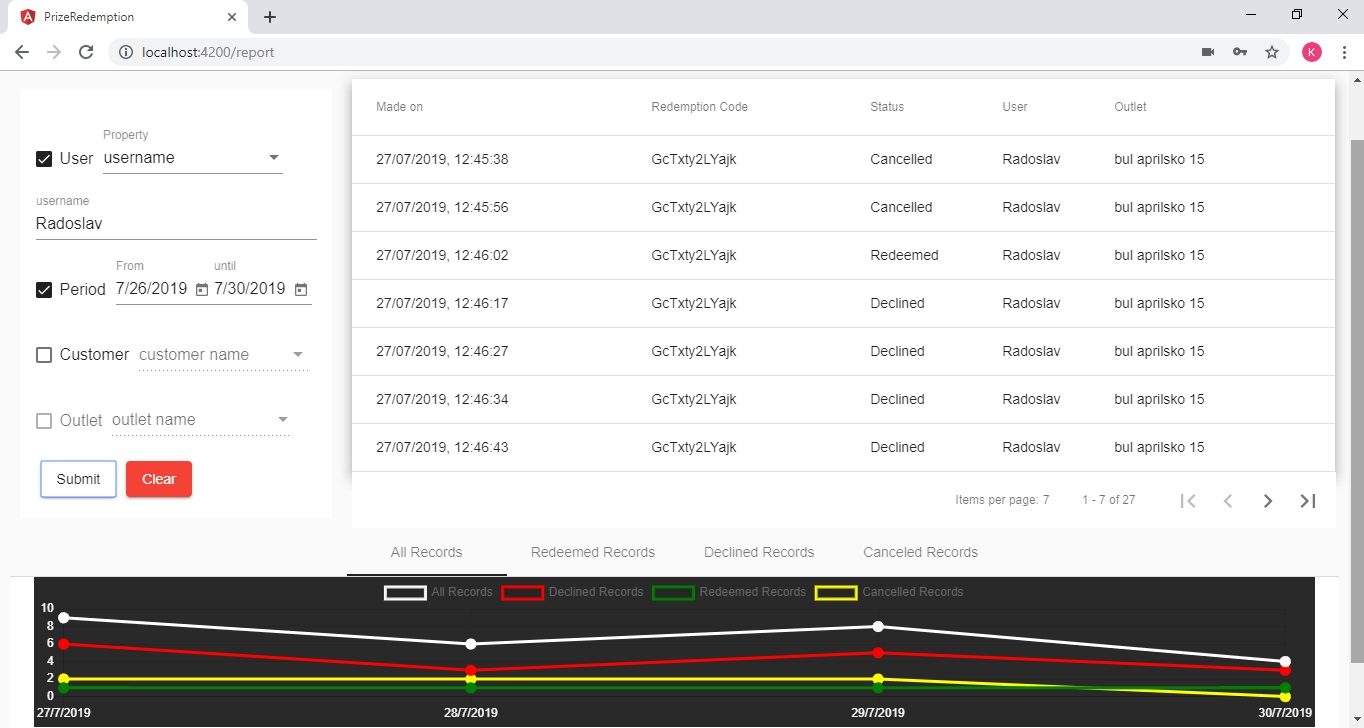 PrizeRedemption
localhost:4200/report
K
Property
User username
username
Radoslav
From until
Period 7/26/2019 7/30/2019
Customer customer name
Outlet outlet name
Submit Clear
Made on Redemption Code Status User Outlet
27/07/2019, 12:45:38 GcTxty2LYajk Cancelled Radoslav bul aprilsko 15
27/07/2019, 12:45:56 GcTxty2LYajk Cancelled Radoslav bul aprilsko 15
27/07/2019, 12:46:02 GcTxty2LYajk Redeemed Radoslav bul aprilsko 15
27/07/2019, 12:46:17 GcTxty2LYajk Declined Radoslav bul aprilsko 15
27/07/2019, 12:46:27 GcTxty2LYajk Declined Radoslav bul aprilsko 15
27/07/2019, 12:46:34 GcTxty2LYajk Declined Radoslav bul aprilsko 15
27/07/2019, 12:46:43 GcTxty2LYajk Declined Radoslav bul aprilsko 15
Items per page: 7 1 - 7 of 27
All Records Redeemed Records Declined Records Canceled Records
All Records Declined Records Redeemed Records Cancelled Records
10
8
6
4
2
0
27/7/2019 28/7/2019 29/7/2019 30/7/2019